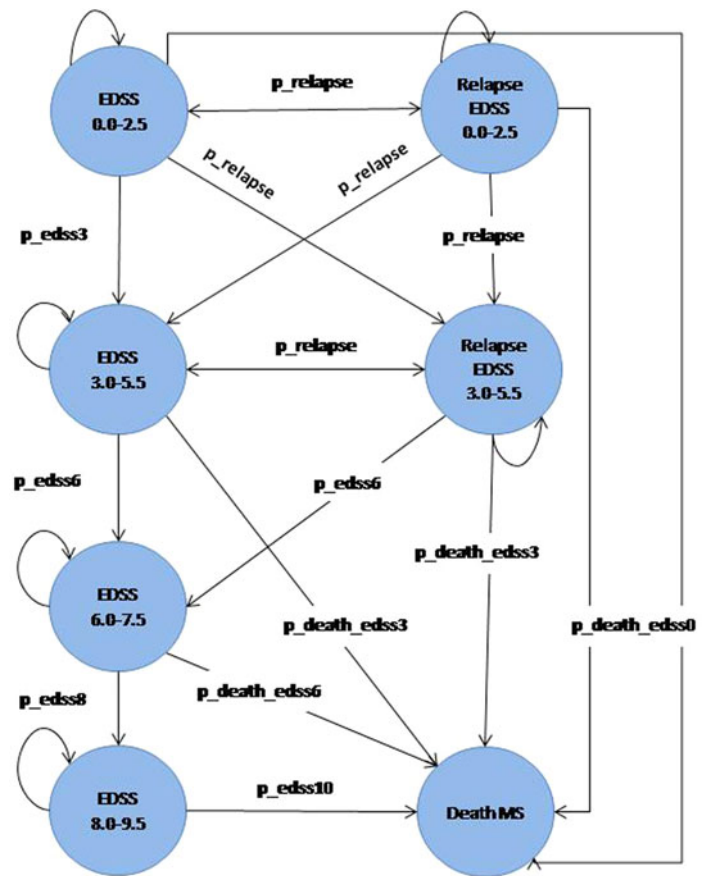 EDSS
0.0-2.5
p_relapse
Relapse
EDSS
0.0-2.5
p_relapse
p_relapse
p_edss3
p_relapse
EDSS
3.0-5.5
p_relapse
Relapse
EDSS
3.0-5.5
p_edss6
p_edss6
p_death_edss3
EDSS
6.0-7.5
p_death_edss3
p_death_edss0
p_edss8
p_death_edss6
EDSS
8.0-9.5
p_edss10
Death MS